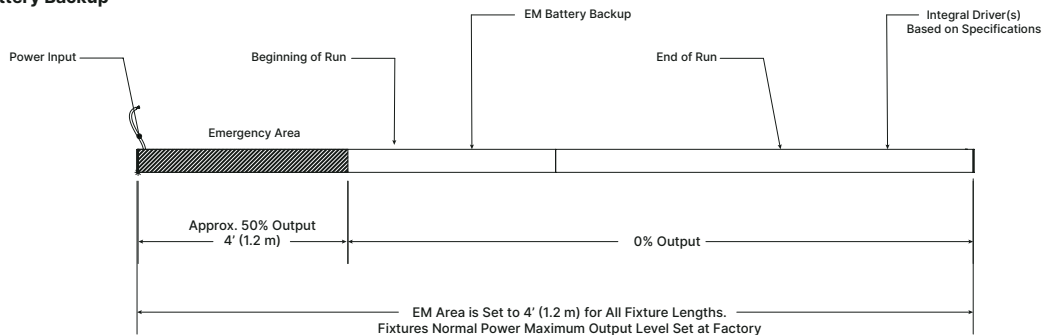 ttery Backup
EM Battery Backup
Integral Driver(s)
Based on Specifications
Power Input
Beginning of Run
End of Run
Emergency Area
Approx. 50% Output
4' (1.2 m)
0% Output
EM Area is Set to 4' (1.2 m) for All Fixture Lengths.
Fixtures Normal Power Maximum Output Level Set at Factory